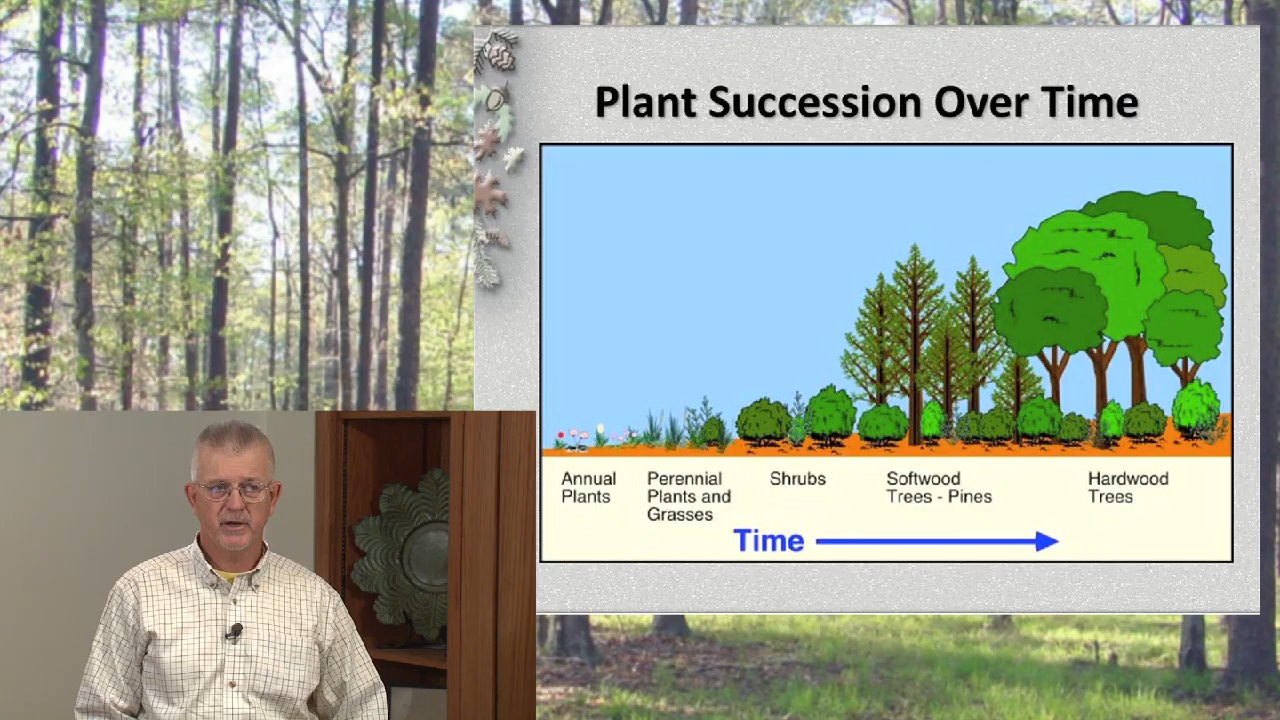 Plant Succession Over Time
Annual
Plants
Perennial
Plants and
Grasses
Shrubs
Softwood
Trees - Pines
Hardwood
Trees
Time